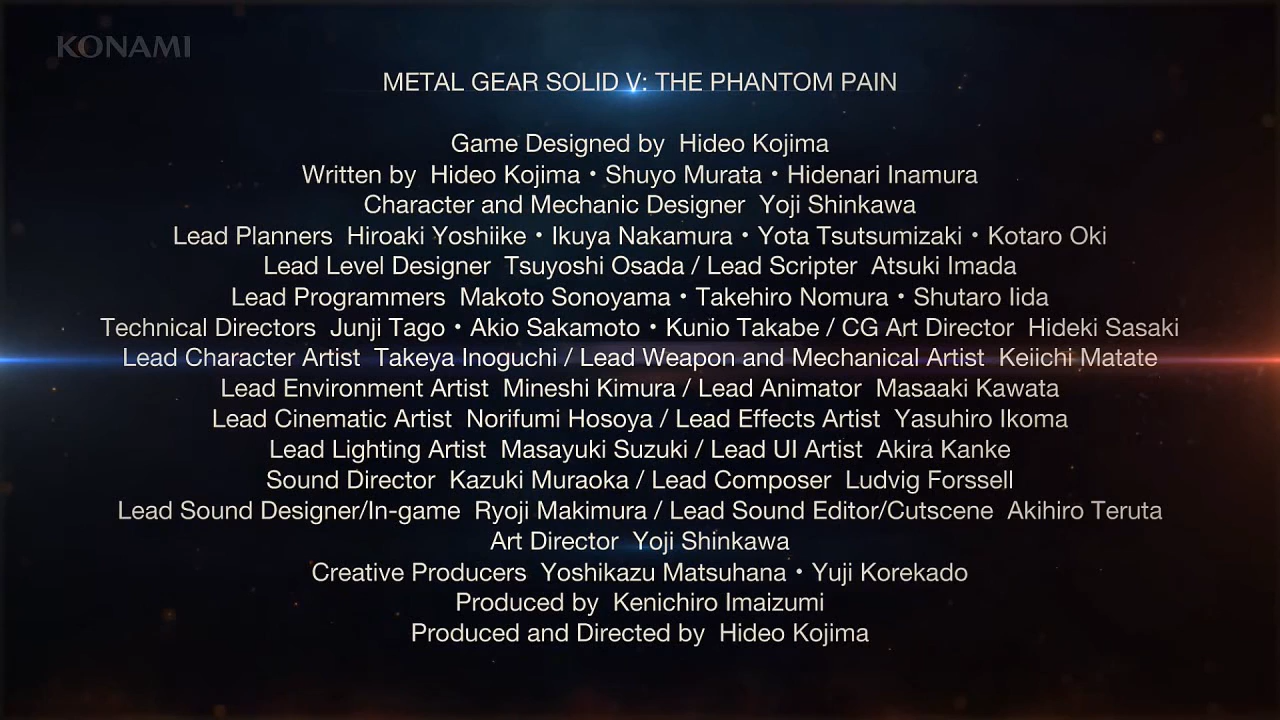 KONAMI
METAL GEAR SOLID V: THE PHANTOM PAIN
Game Designed by Hideo Kojima
Written by Hideo Kojima・Shuyo Murata・Hidenari Inamura
Character and Mechanic Designer Yoji Shinkawa
Lead Planners Hiroaki Yoshiike・Ikuya Nakamura・Yota Tsutsumizaki・Kotaro Oki
Lead Level Designer Tsuyoshi Osada / Lead Scripter Atsuki Imada
Lead Programmers Makoto Sonoyama・Takehiro Nomura・Shutaro Iida
Technical Directors Junji Tago・Akio Sakamoto・Kunio Takabe / CG Art Director Hideki Sasaki
Lead Character Artist Takeya Inoguchi / Lead Weapon and Mechanical Artist Keiichi Matate
Lead Environment Artist Mineshi Kimura / Lead Animator Masaaki Kawata
Lead Cinematic Artist Norifumi Hosoya / Lead Effects Artist Yasuhiro Ikoma
Lead Lighting Artist Masayuki Suzuki / Lead UI Artist Akira Kanke
Sound Director Kazuki Muraoka / Lead Composer Ludvig Forssell
Lead Sound Designer/In-game Ryoji Makimura / Lead Sound Editor/Cutscene Akihiro Teruta
Art Director Yoji Shinkawa
Creative Producers Yoshikazu Matsuhana・Yuji Korekado
Produced by Kenichiro Imaizumi
Produced and Directed by Hideo Kojima